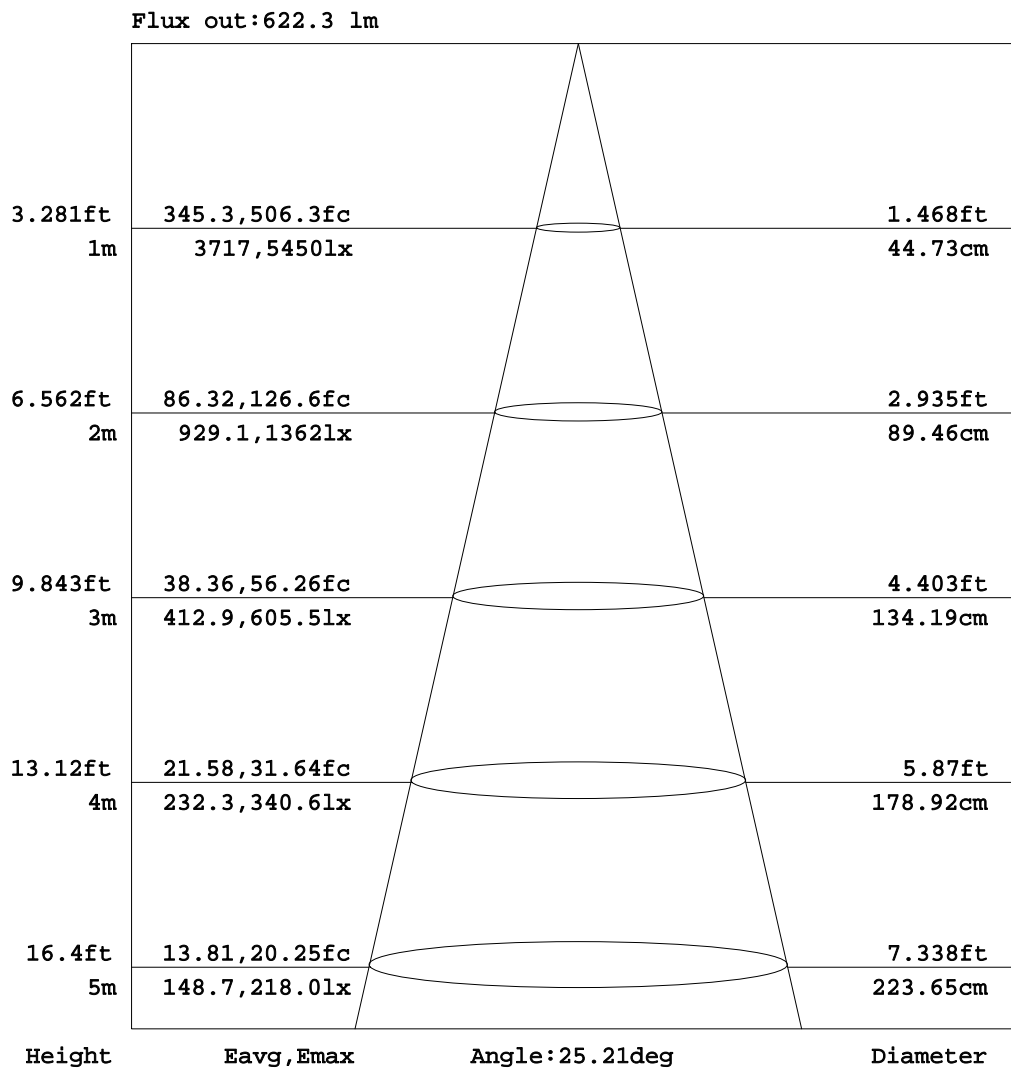 Flux out:622.3 lm
3.281ft 345.3,506.3fc 1.468ft
1m 3717,5450lx 44.73cm
6.562ft 86.32,126.6fc 2.935ft
2m 929.1,1362lx 89.46cm
9.843ft 38.36,56.26fc 4.403ft
3m 412.9,605.5lx 134.19cm
13.12ft 21.58,31.64fc 5.87ft
4m 232.3,340.6lx 178.92cm
16.4ft 13.81,20.25fc 7.338ft
5m 148.7,218.0lx 223.65cm
Height Eavg,Emax Angle:25.21deg Diameter